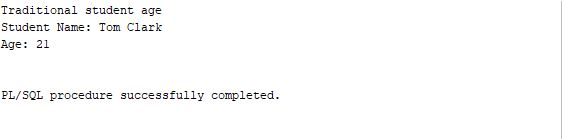 Traditional student age
Student Name: Tom Clark
Age: 21
PL/SQL procedure successfully completed.